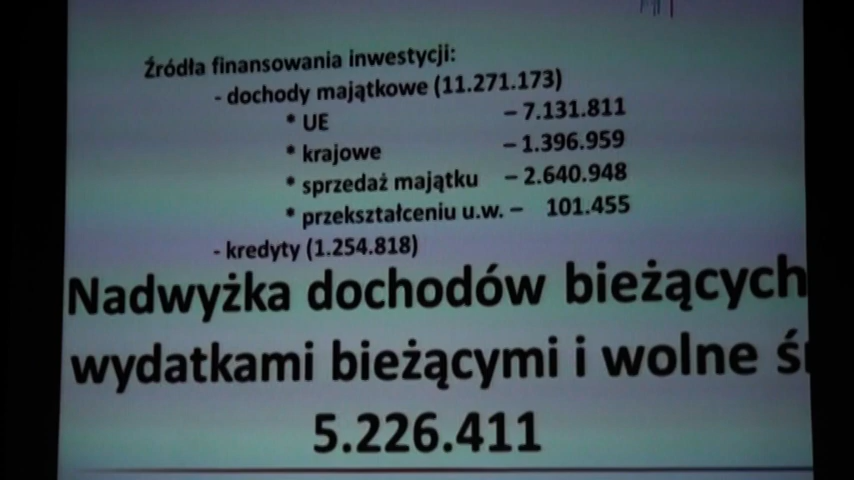 Źródła finansowania inwestycji:
- dochody majątkowe (11.271.173)
* UE – 7.131.811
* krajowe – 1.396.959
* sprzedaż majątku – 2.640.948
* przekształceniu u.w. – 101.455
- kredyty (1.254.818)
Nadwyżka dochodów bieżących
wydatkami bieżącymi i wolne
5.226.411